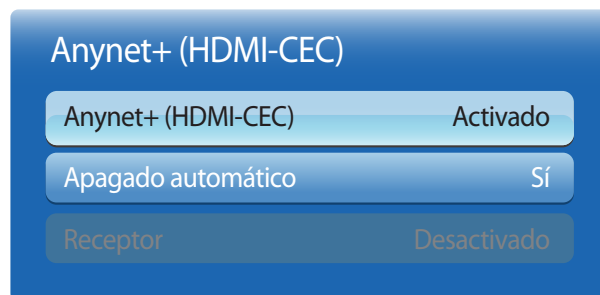 Anynet+ (HDMI-CEC)
Anynet+ (HDMI-CEC) Activado
Apagado automático Sí
Receptor Desactivado